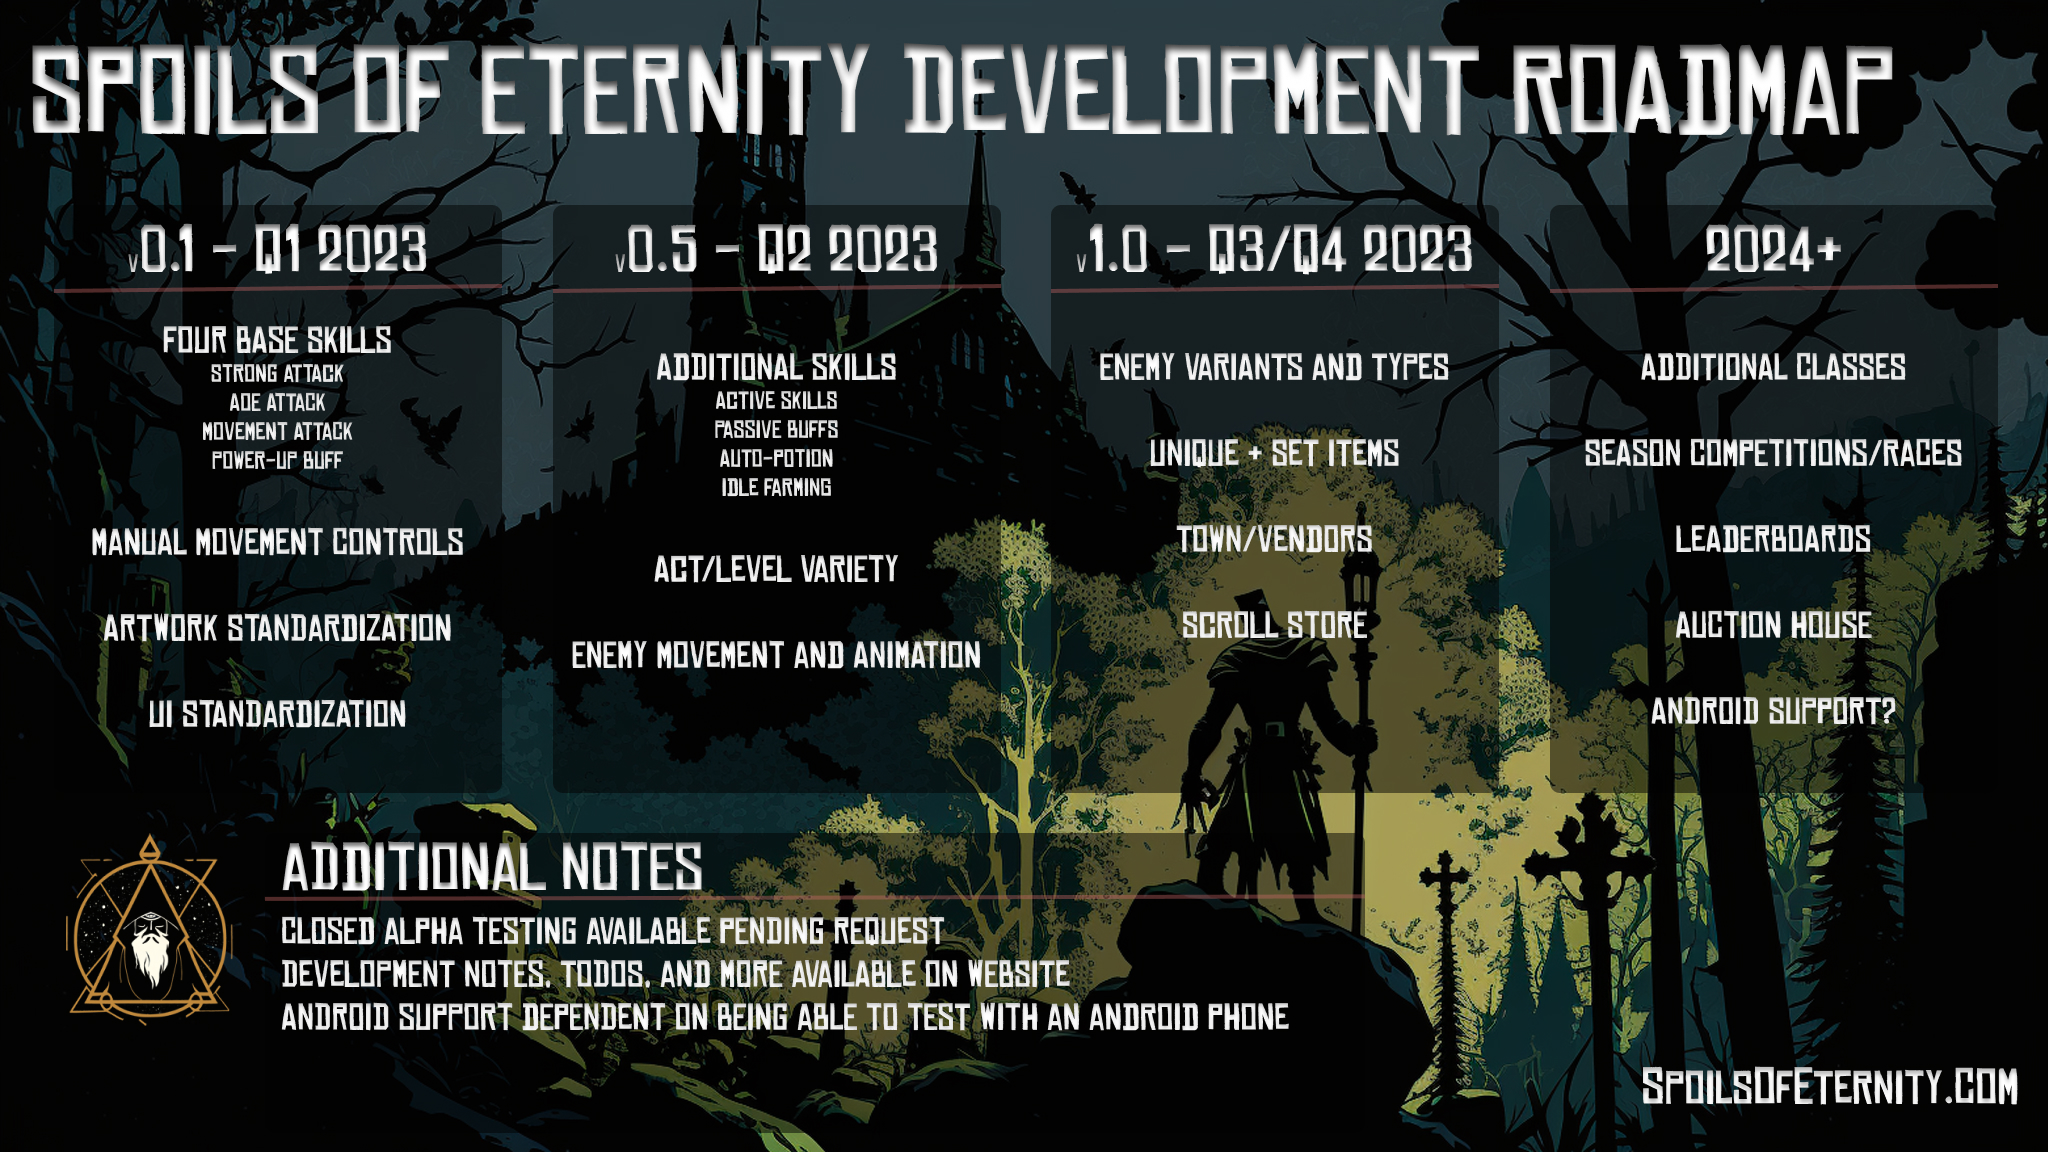 SPOILS OF ETERNITY DEVELOPMENT ROADMAP
v0.1 - Q1 2023
FOUR BASE SKILLS
STRONG ATTACK
AOE ATTACK
MOVEMENT ATTACK
POWER-UP BUFF
MANUAL MOVEMENT CONTROLS
ARTWORK STANDARDIZATION
UI STANDARDIZATION
v0.5 - Q2 2023
ADDITIONAL SKILLS
ACTIVE SKILLS
PASSIVE BUFFS
AUTO-POTION
IDLE FARMING
ACT/LEVEL VARIETY
ENEMY MOVEMENT AND ANIMATION
v1.0 - Q3/Q4 2023
ENEMY VARIANTS AND TYPES
UNIQUE + SET ITEMS
TOWN/VENDORS
SCROLL STORE
2024+
ADDITIONAL CLASSES
SEASON COMPETITIONS/RACES
LEADERBOARDS
AUCTION HOUSE
ANDROID SUPPORT?
ADDITIONAL NOTES
CLOSED ALPHA TESTING AVAILABLE PENDING REQUEST
DEVELOPMENT NOTES, TODOS, AND MORE AVAILABLE ON WEBSITE
ANDROID SUPPORT DEPENDENT ON BEING ABLE TO TEST WITH AN ANDROID PHONE
SPOILSOFETERNITY.COM